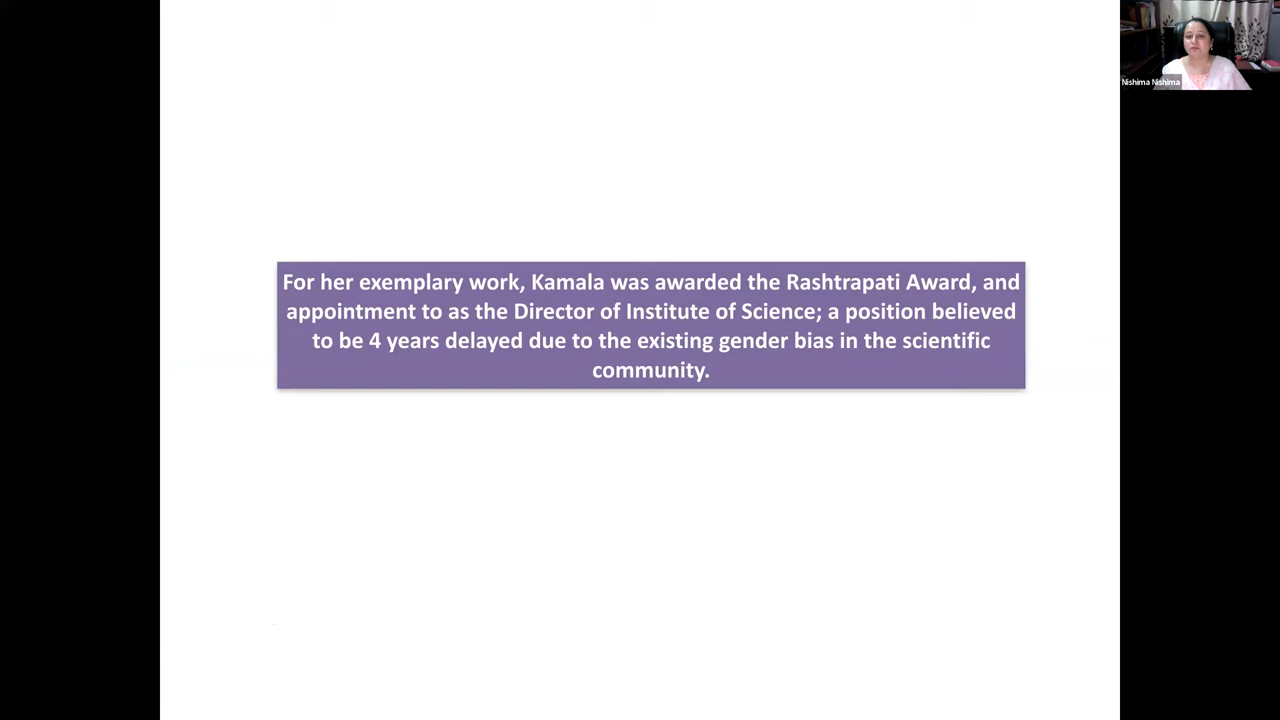 Nishima Nishima
For her exemplary work, Kamala was awarded the Rashtrapati Award, and
appointment to as the Director of Institute of Science; a position believed
to be 4 years delayed due to the existing gender bias in the scientific
community.